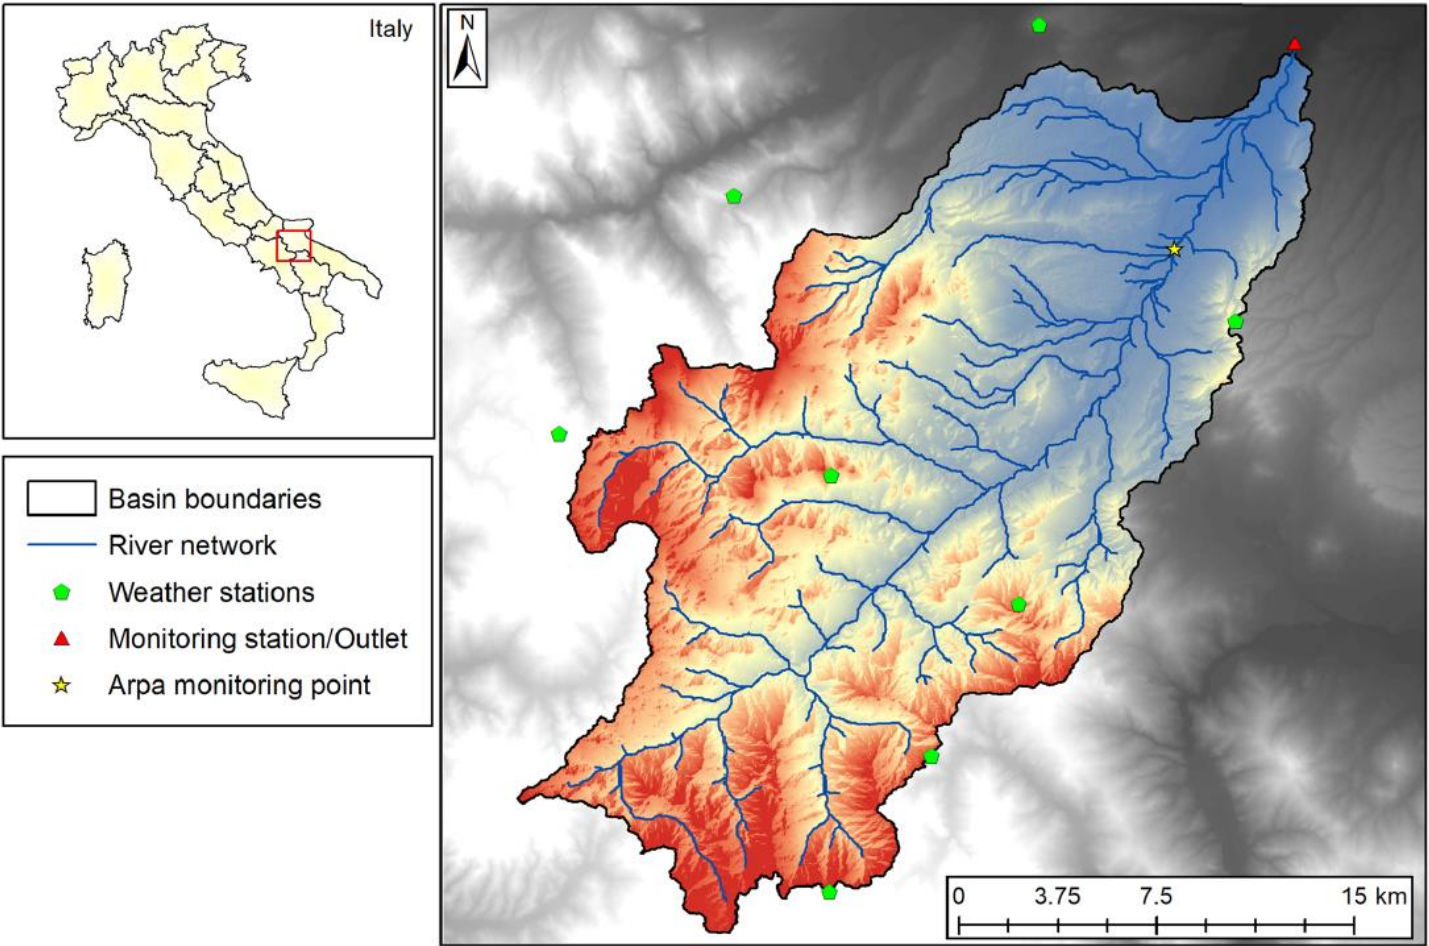 Italy
N
Basin boundaries
River network
Weather stations
Monitoring station/Outlet
Arpa monitoring point
0 3.75 7.5 15 km